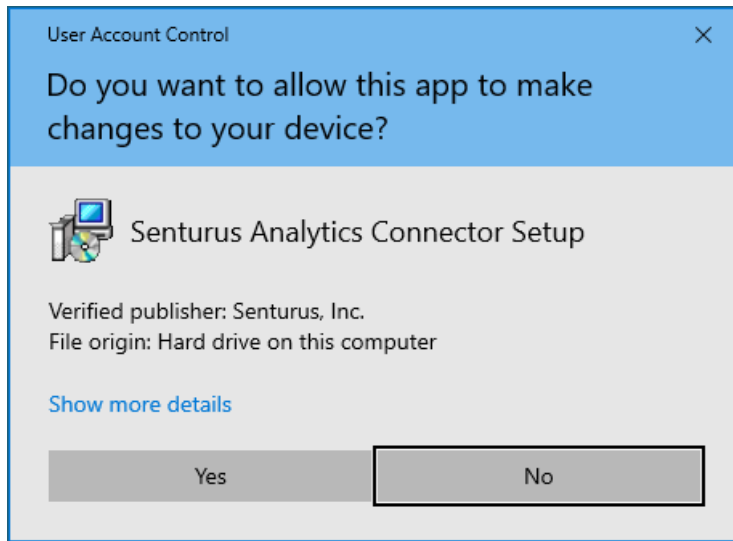 User Account Control
Do you want to allow this app to make
changes to your device?
Senturus Analytics Connector Setup
Verified publisher: Senturus, Inc.
File origin: Hard drive on this computer
Show more details
Yes
No